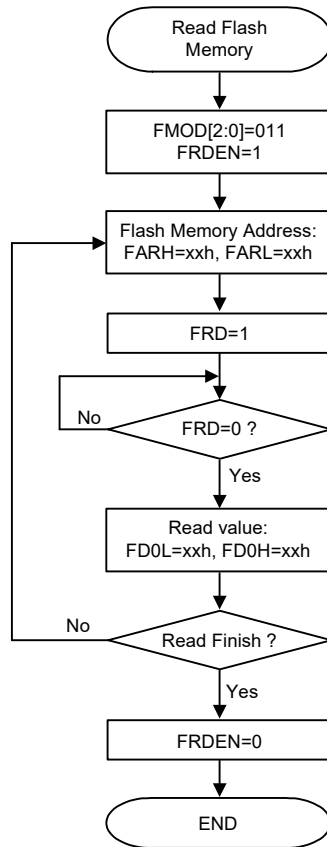 Read Flash
Memory
FMOD[2:0]=011
FRDEN=1
Flash Memory Address:
FARH=xxh, FARL=xxh
FRD=1
FRD=0 ?
No
Yes
Read value:
FD0L=xxh, FD0H=xxh
No
Read Finish ?
Yes
FRDEN=0
END